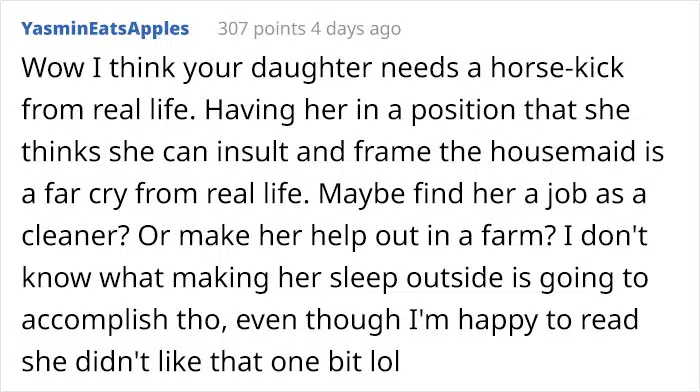 YasminEatsApples 307 points 4 days ago
Wow I think your daughter needs a horse-kick
from real life. Having her in a position that she
thinks she can insult and frame the housemaid is
a far cry from real life. Maybe find her a job as a
cleaner? Or make her help out in a farm? I don't
know what making her sleep outside is going to
accomplish tho, even though I'm happy to read
she didn't like that one bit lol